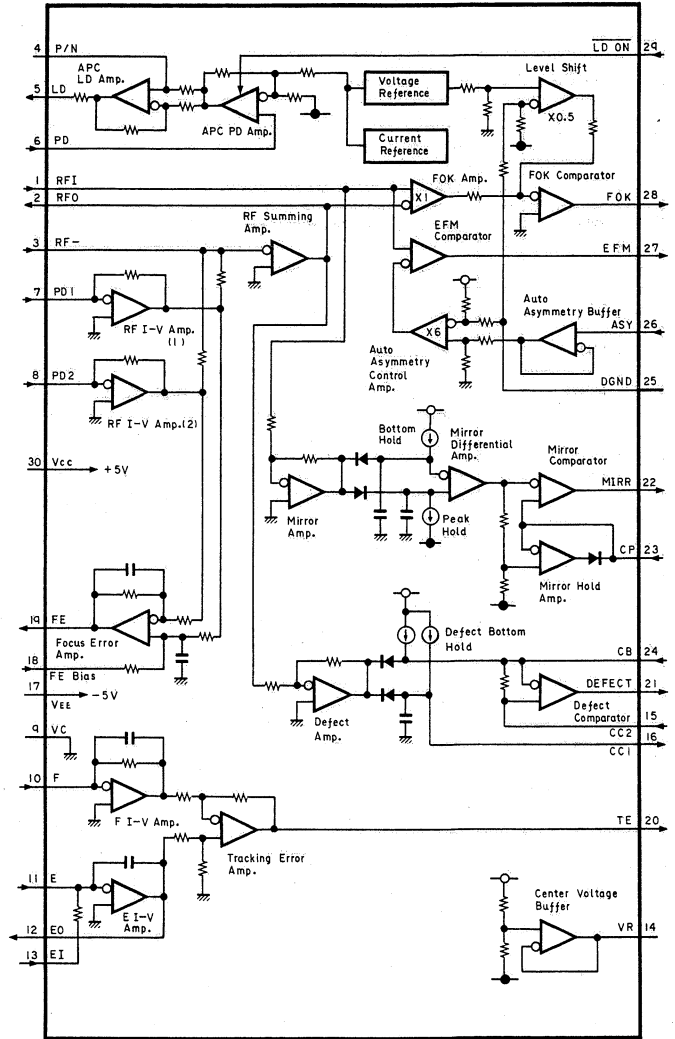 4 P/N
APC
LD Amp.
5 LD
APC PD Amp.
6 PD
Voltage
Reference
Current
Reference
LD ON 29
Level Shift
X0.5
1 RFI
2 RFO
FOK Amp.
X1
FOK Comparator
FOK 28
RF Summing
Amp.
EFM
Comparator
EFM 27
3 RF-
7 PD1
RF I-V Amp.
(1)
Auto
Asymmetry Buffer
ASY 26
X6
Auto
Asymmetry
Control
Amp.
8 PD2
RF I-V Amp.(2)
DGND 25
30 Vcc +5V
Bottom
Hold
Mirror
Differential
Amp.
Mirror
Comparator
MIRR 22
Mirror
Amp.
Peak
Hold
CP 23
Mirror Hold
Amp.
19 FE
Focus Error
Amp.
18
FE Bias
17 -5V
VEE
Defect Bottom
Hold
CB 24
DEFECT 21
Defect
Comparator
15
CC2
16
CC1
Defect
Amp.
9 VC
10 F
F I-V Amp.
Tracking Error
Amp.
TE 20
11 E
E I-V
Amp.
12 EO
13 EI
Center Voltage
Buffer
VR 14